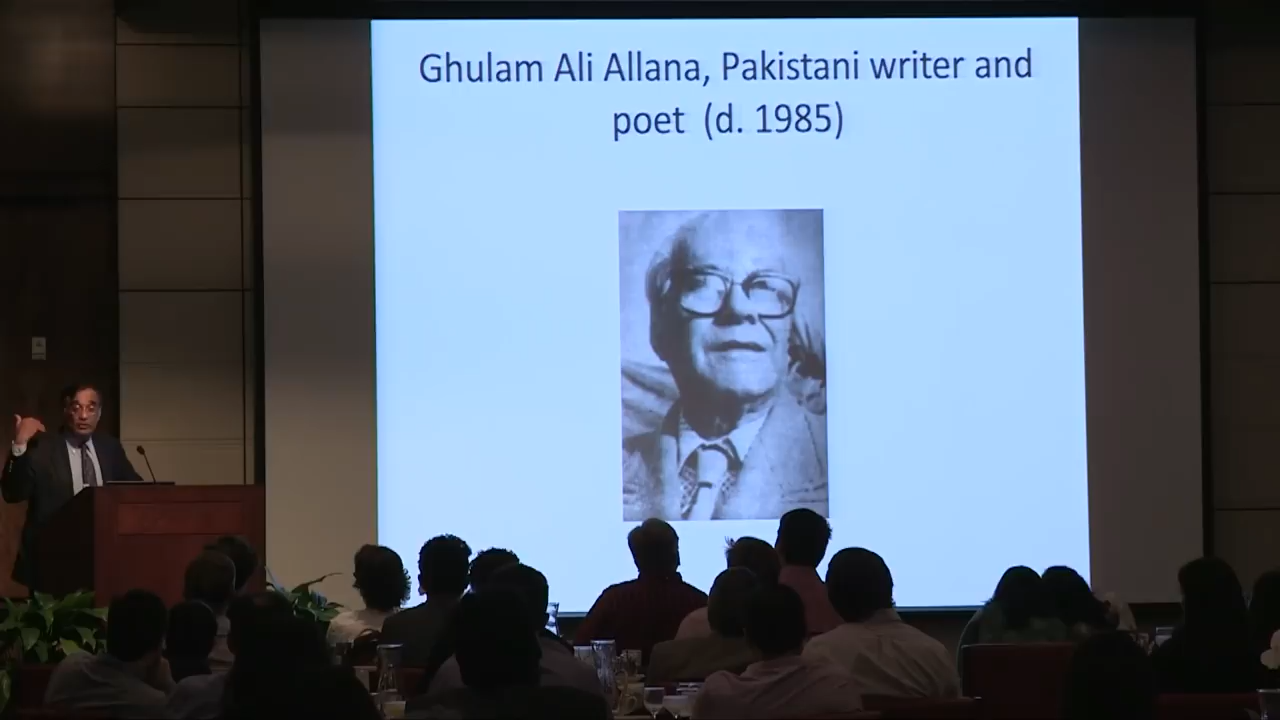 Ghulam Ali Allana, Pakistani writer and
poet (d. 1985)